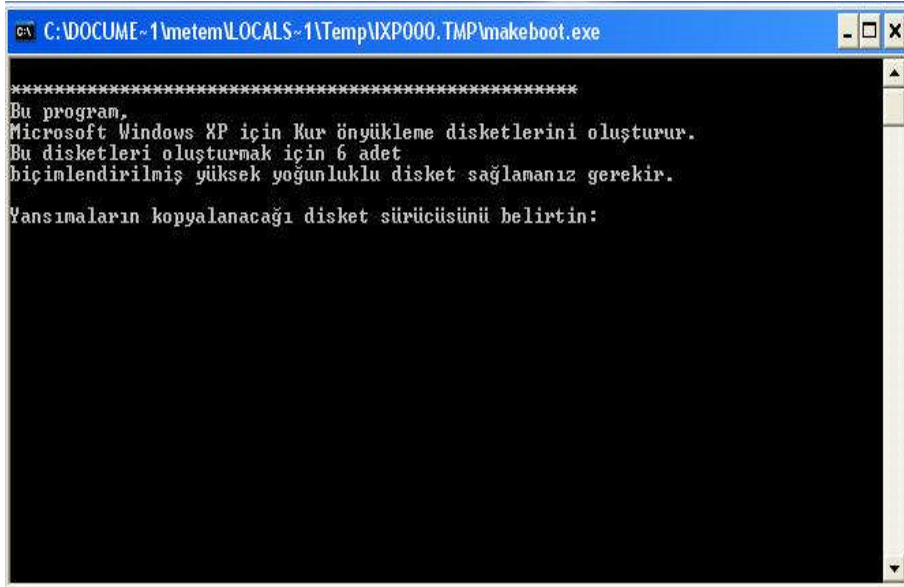 C:\DOCUME~1\metem\LOCALS~1\Temp\IXP000.TMP\makeboot.exe
*****************************************************
Bu program,
Microsoft Windows XP için Kur önyükleme disketlerini oluşturur.
Bu disketleri oluşturmak için 6 adet
biçimlendirilmiş yüksek yoğunluklu disket sağlamanız gerekir.
Yansımaların kopyalanacağı disket sürücüsünü belirtin: